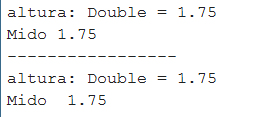 altura: Double = 1.75
Mido 1.75
-----------------
altura: Double = 1.75
Mido  1.75